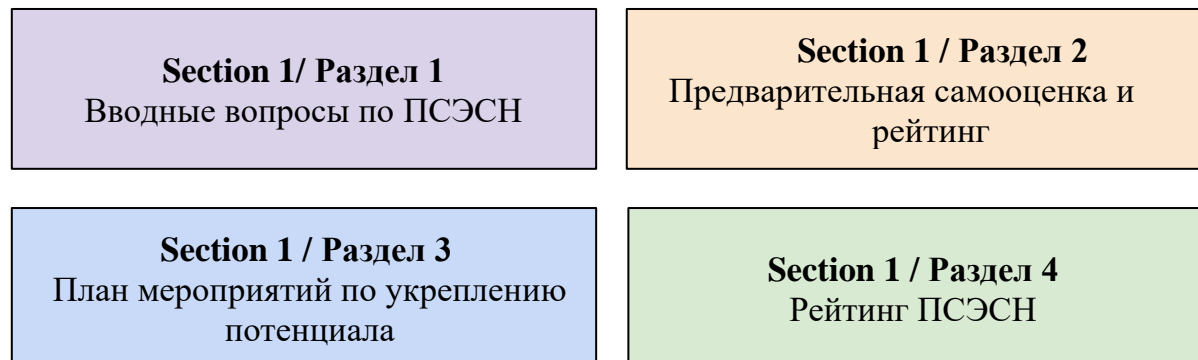 Section 1/ Раздел 1
Вводные вопросы по ПСЭСН
Section 1 / Раздел 2
Предварительная самооценка и
рейтинг
Section 1 / Раздел 3
План мероприятий по укреплению
потенциала
Section 1 / Раздел 4
Рейтинг ПСЭСН